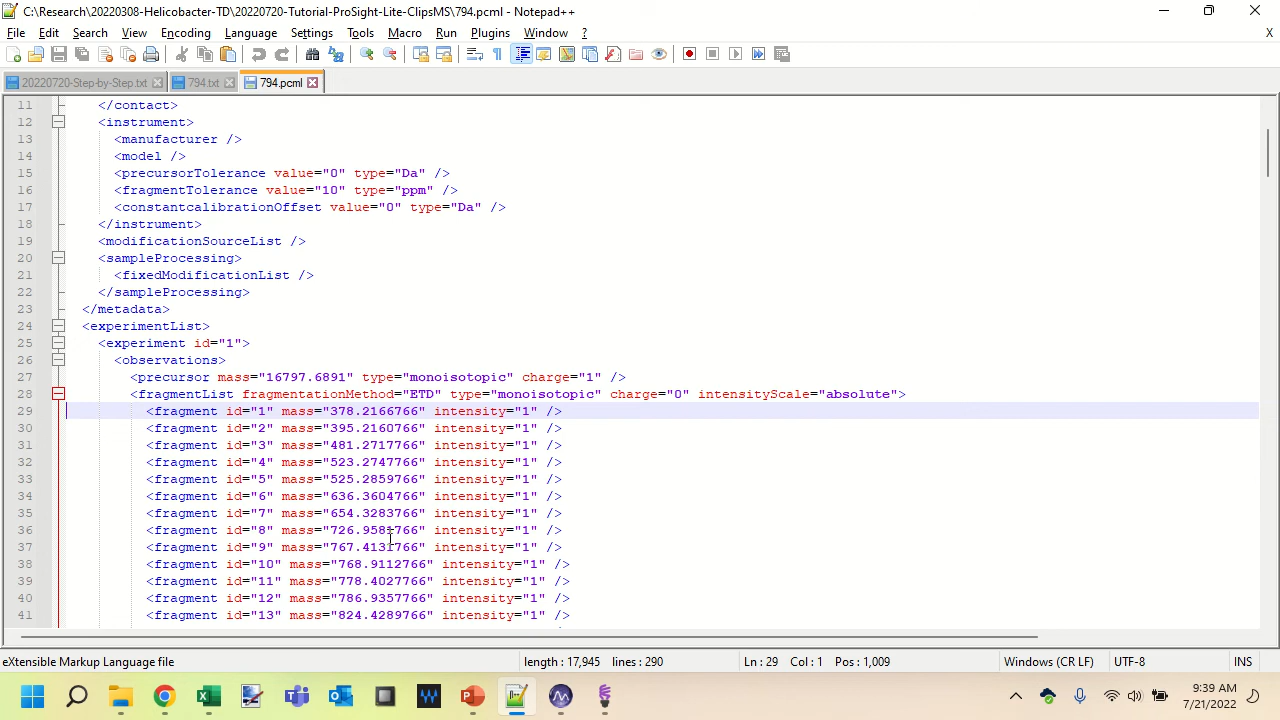 C:\Research\20220308-Helicobacter-TD\20220720-Tutorial-ProSight-Lite-ClipsMS\794.pcml - Notepad++
File Edit Search View Encoding Language Settings Tools Macro Run Plugins Window ? X
20220720-Step-by-Step.txt 794.txt 794.pcml
11 </contact>
12 <instrument>
13 <manufacturer />
14 <model />
15 <precursorTolerance value="0" type="Da" />
16 <fragmentTolerance value="10" type="ppm" />
17 <constantcalibrationOffset value="0" type="Da" />
18 </instrument>
19 <modificationSourceList />
20 <sampleProcessing>
21 <fixedModificationList />
22 </sampleProcessing>
23 </metadata>
24 <experimentList>
25 <experiment id="1">
26 <observations>
27 <precursor mass="16797.6891" type="monoisotopic" charge="1" />
28 <fragmentList fragmentationMethod="ETD" type="monoisotopic" charge="0" intensityScale="absolute">
29 <fragment id="1" mass="378.2166766" intensity="1" />
30 <fragment id="2" mass="395.2160766" intensity="1" />
31 <fragment id="3" mass="481.2717766" intensity="1" />
32 <fragment id="4" mass="523.2747766" intensity="1" />
33 <fragment id="5" mass="525.2859766" intensity="1" />
34 <fragment id="6" mass="636.3604766" intensity="1" />
35 <fragment id="7" mass="654.3283766" intensity="1" />
36 <fragment id="8" mass="726.9581766" intensity="1" />
37 <fragment id="9" mass="767.4131766" intensity="1" />
38 <fragment id="10" mass="768.9112766" intensity="1" />
39 <fragment id="11" mass="778.4027766" intensity="1" />
40 <fragment id="12" mass="786.9357766" intensity="1" />
41 <fragment id="13" mass="824.4289766" intensity="1" />
eXtensible Markup Language file length : 17,945 lines : 290 Ln : 29 Col : 1 Pos : 1,009 Windows (CR LF) UTF-8 INS
9:39 AM
7/21/2022